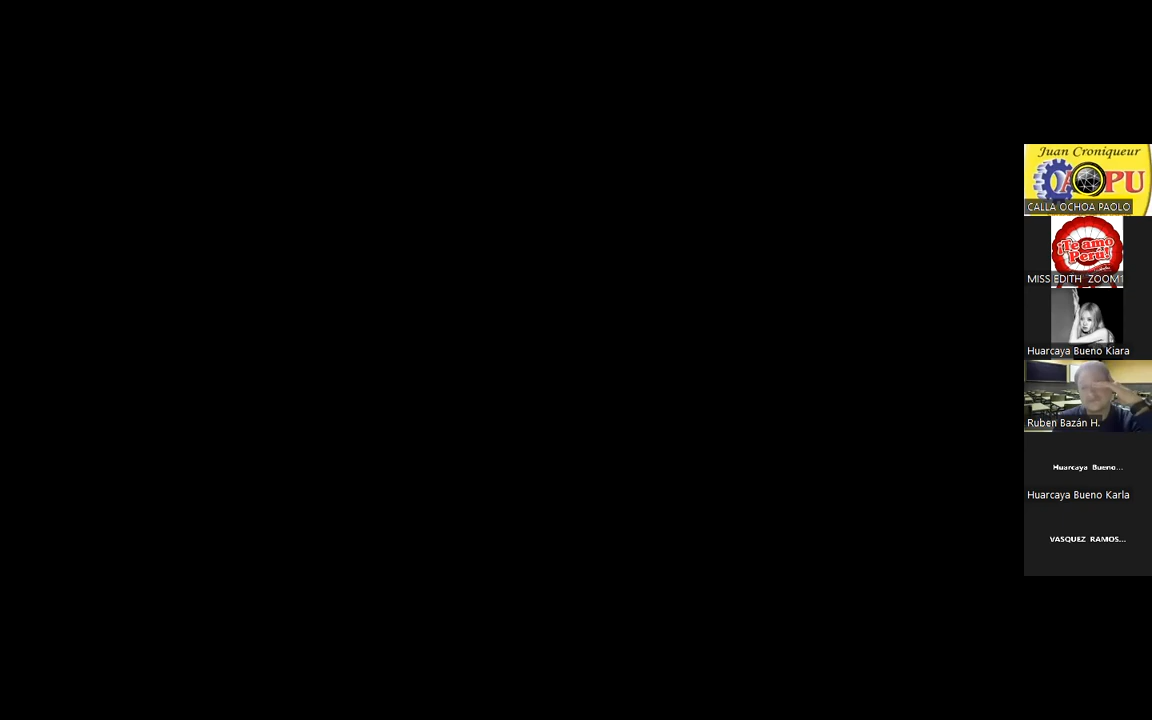 Juan Croniqueur
CALLA OCHOA PAOLO
¡Te amo
Perú!
MISS EDITH ZOOM1
Huarcaya Bueno Kiara
Ruben Bazán H.
Huarcaya Bueno...
Huarcaya Bueno Karla
VASQUEZ RAMOS...